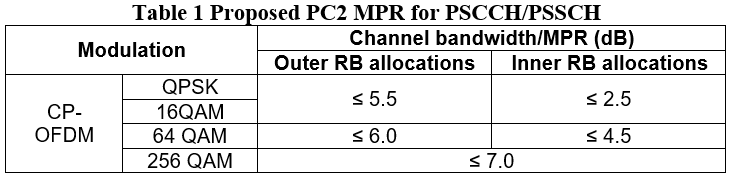 Table 1 Proposed PC2 MPR for PSCCH/PSSCH
Modulation
Channel bandwidth/MPR (dB)
Outer RB allocations
Inner RB allocations
CP-
OFDM
QPSK
≤ 5.5
≤ 2.5
16QAM
64 QAM
≤ 6.0
≤ 4.5
256 QAM
≤ 7.0